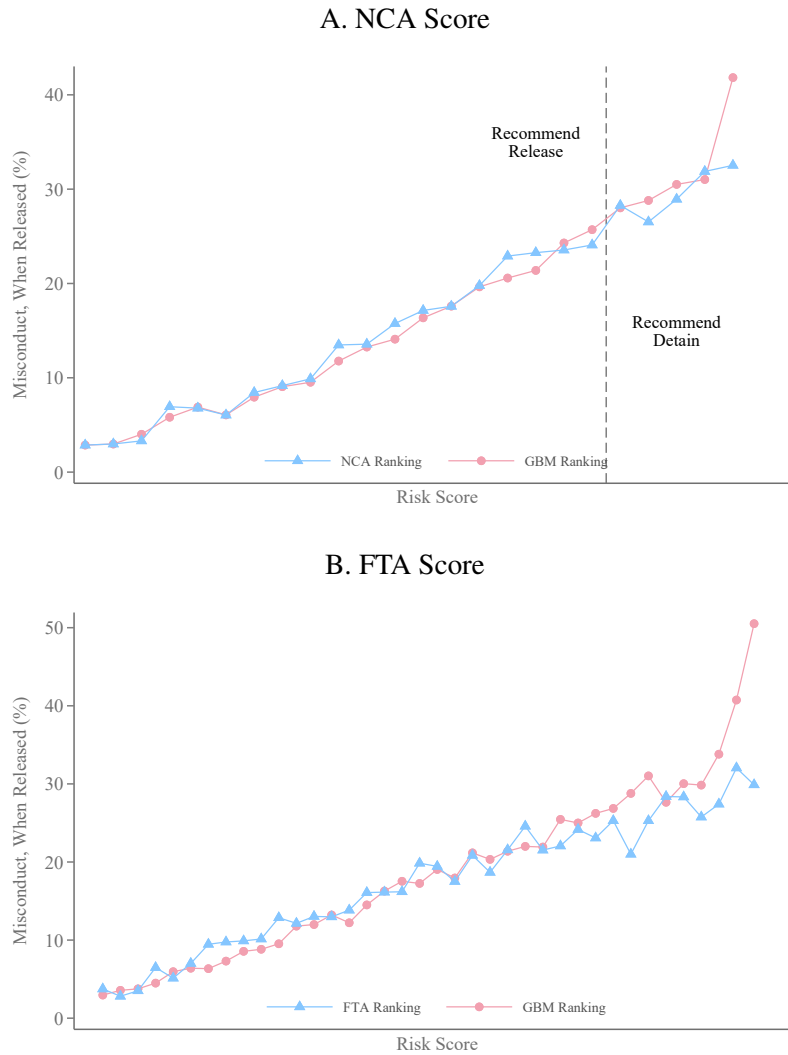 A. NCA Score
Misconduct, When Released (%)
40
30
20
10
0
Recommend
Release
Recommend
Detain
NCA Ranking
GBM Ranking
Risk Score
B. FTA Score
Misconduct, When Released (%)
50
40
30
20
10
0
FTA Ranking
GBM Ranking
Risk Score